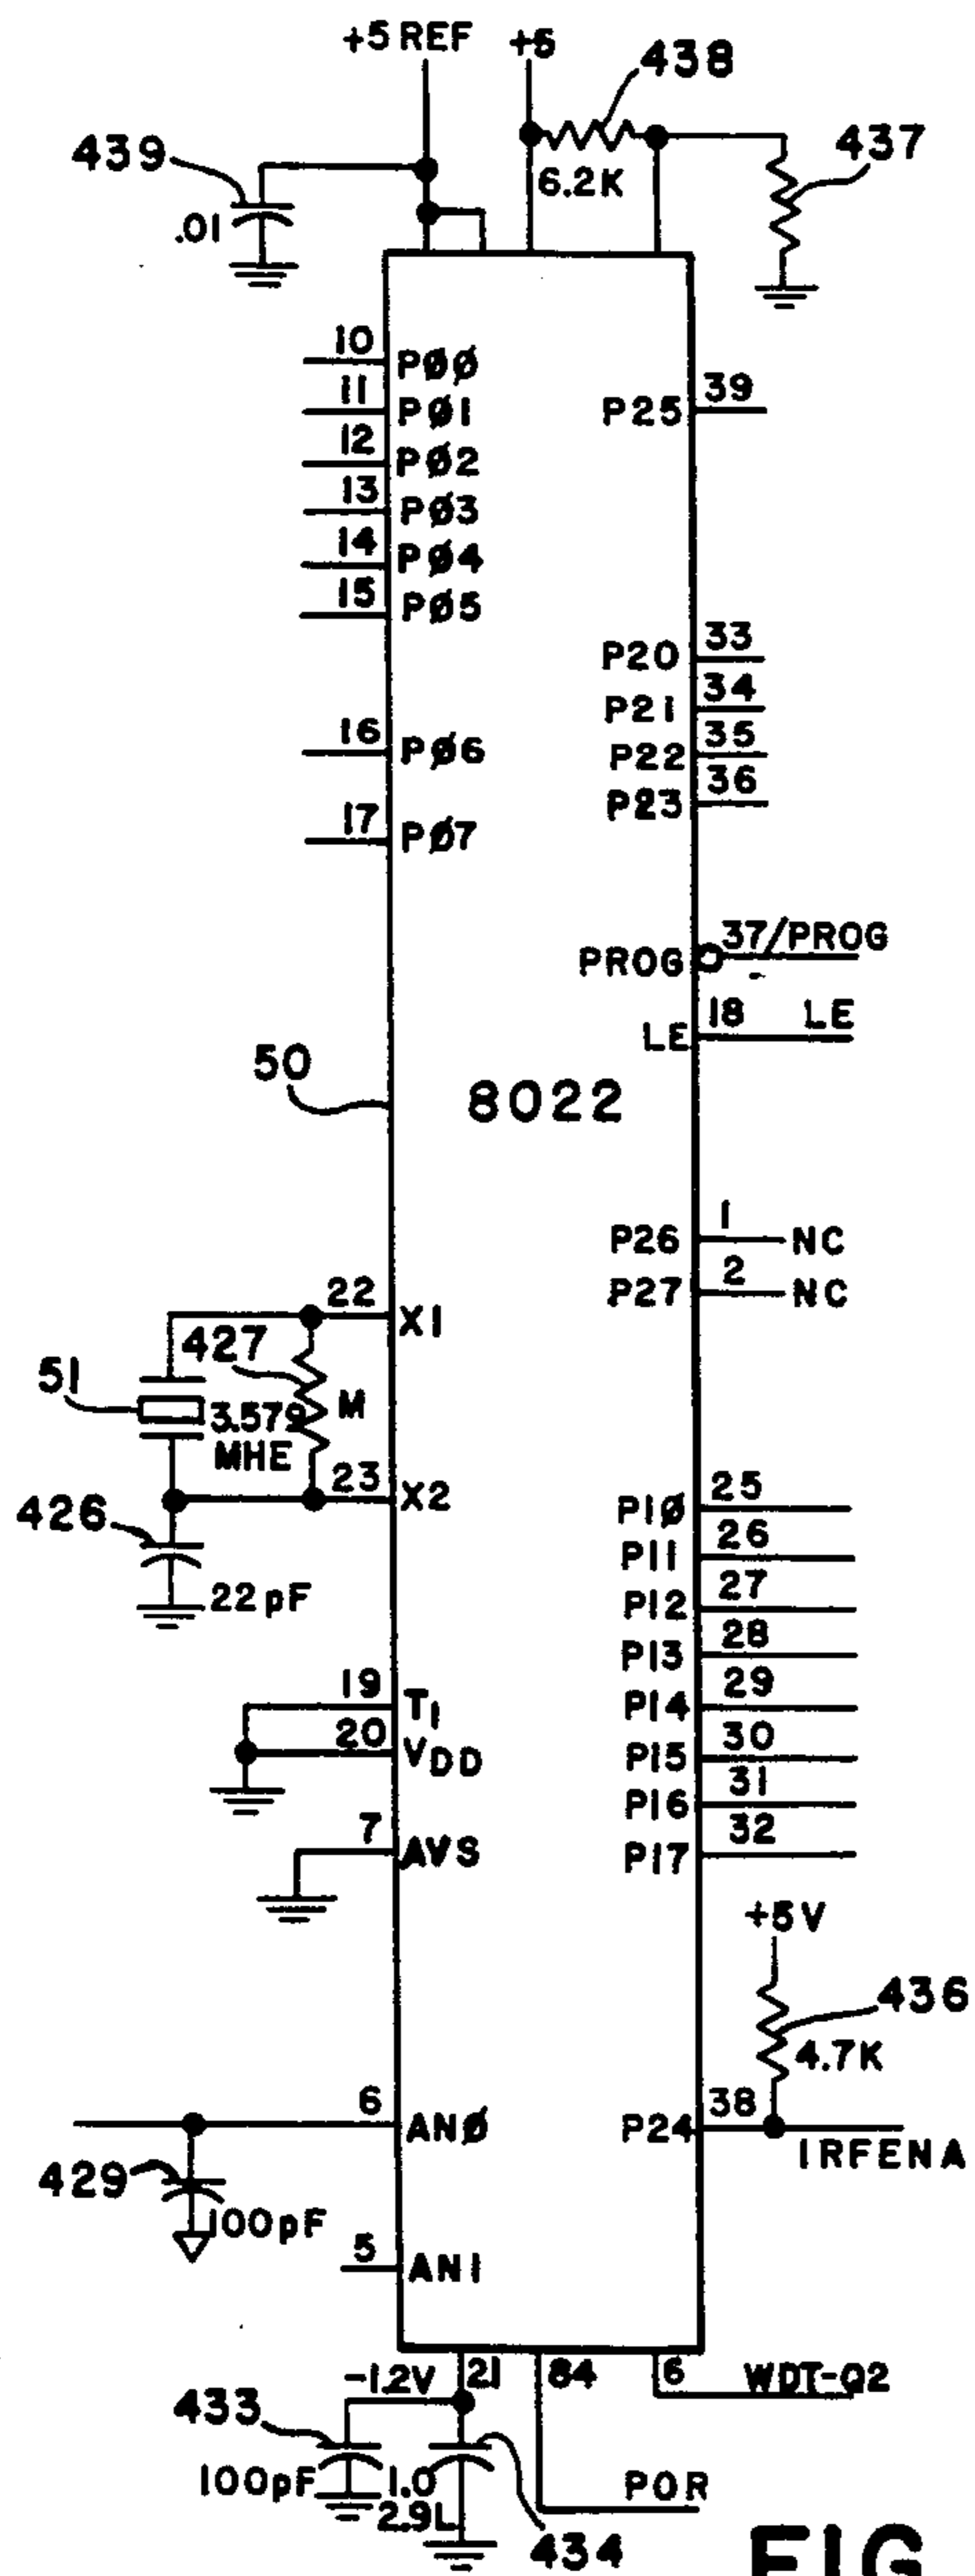 +5 REF +5
438
439
437
6.2K
.01
10 PØØ
39
11 PØ1 P25
12 PØ2
13 PØ3
14 PØ4
15 PØ5
33
P20
34
P21
35
16 PØ6 P22
36
P23
17 PØ7
37/PROG
PROG
18 LE
LE
50
8022
1
P26 NC
2
P27 NC
22
X1
427
51
3.579 M
MHE
23
X2
25
P1Ø
426
26
P11
27
22pF P12
28
P13
19 29
T1 P14
20 30
VDD P15
31
P16
7 32
AVS P17
+5V
436
4.7K
6 38
ANØ P24
IRFENA
429
100pF
5
AN1
-1.2V 21 84 6 WDT-Q2
433
100pF 1.0 POR
2.9L
434
FIG